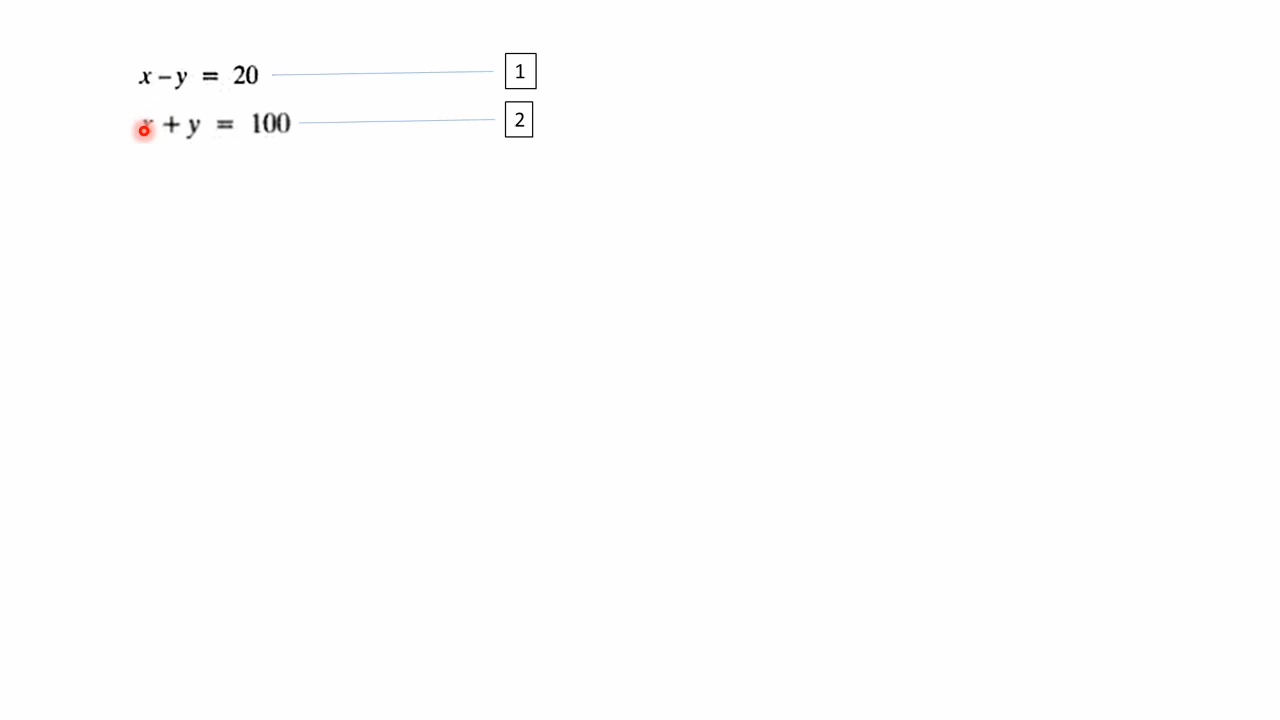 x – y = 20 1
x + y = 100 2